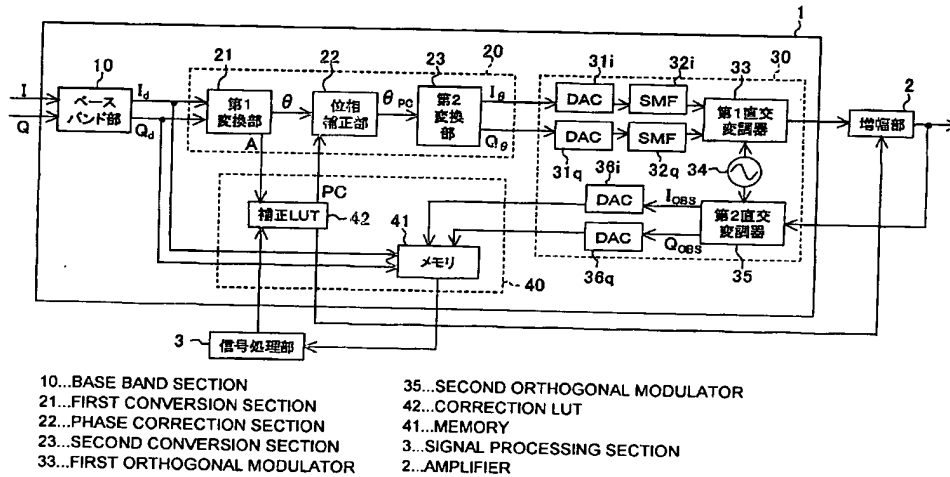 1
10
21
22
23
20
31i
32i
33
30
2
I
Q
ベース
バンド部
Id
Qd
第1
変換部
θ
位相
補正部
θPC
第2
変換
部
Iθ
Qθ
DAC
SMF
第1直交
変調器
増幅部
DAC
SMF
31q
32q
34
A
PC
補正LUT
42
41
メモリ
36i
DAC
IOBS
DAC
QOBS
36q
第2直交
変調器
35
40
3
信号処理部
10...BASE BAND SECTION
21...FIRST CONVERSION SECTION
22...PHASE CORRECTION SECTION
23...SECOND CONVERSION SECTION
33...FIRST ORTHOGONAL MODULATOR
35...SECOND ORTHOGONAL MODULATOR
42...CORRECTION LUT
41...MEMORY
3...SIGNAL PROCESSING SECTION
2...AMPLIFIER